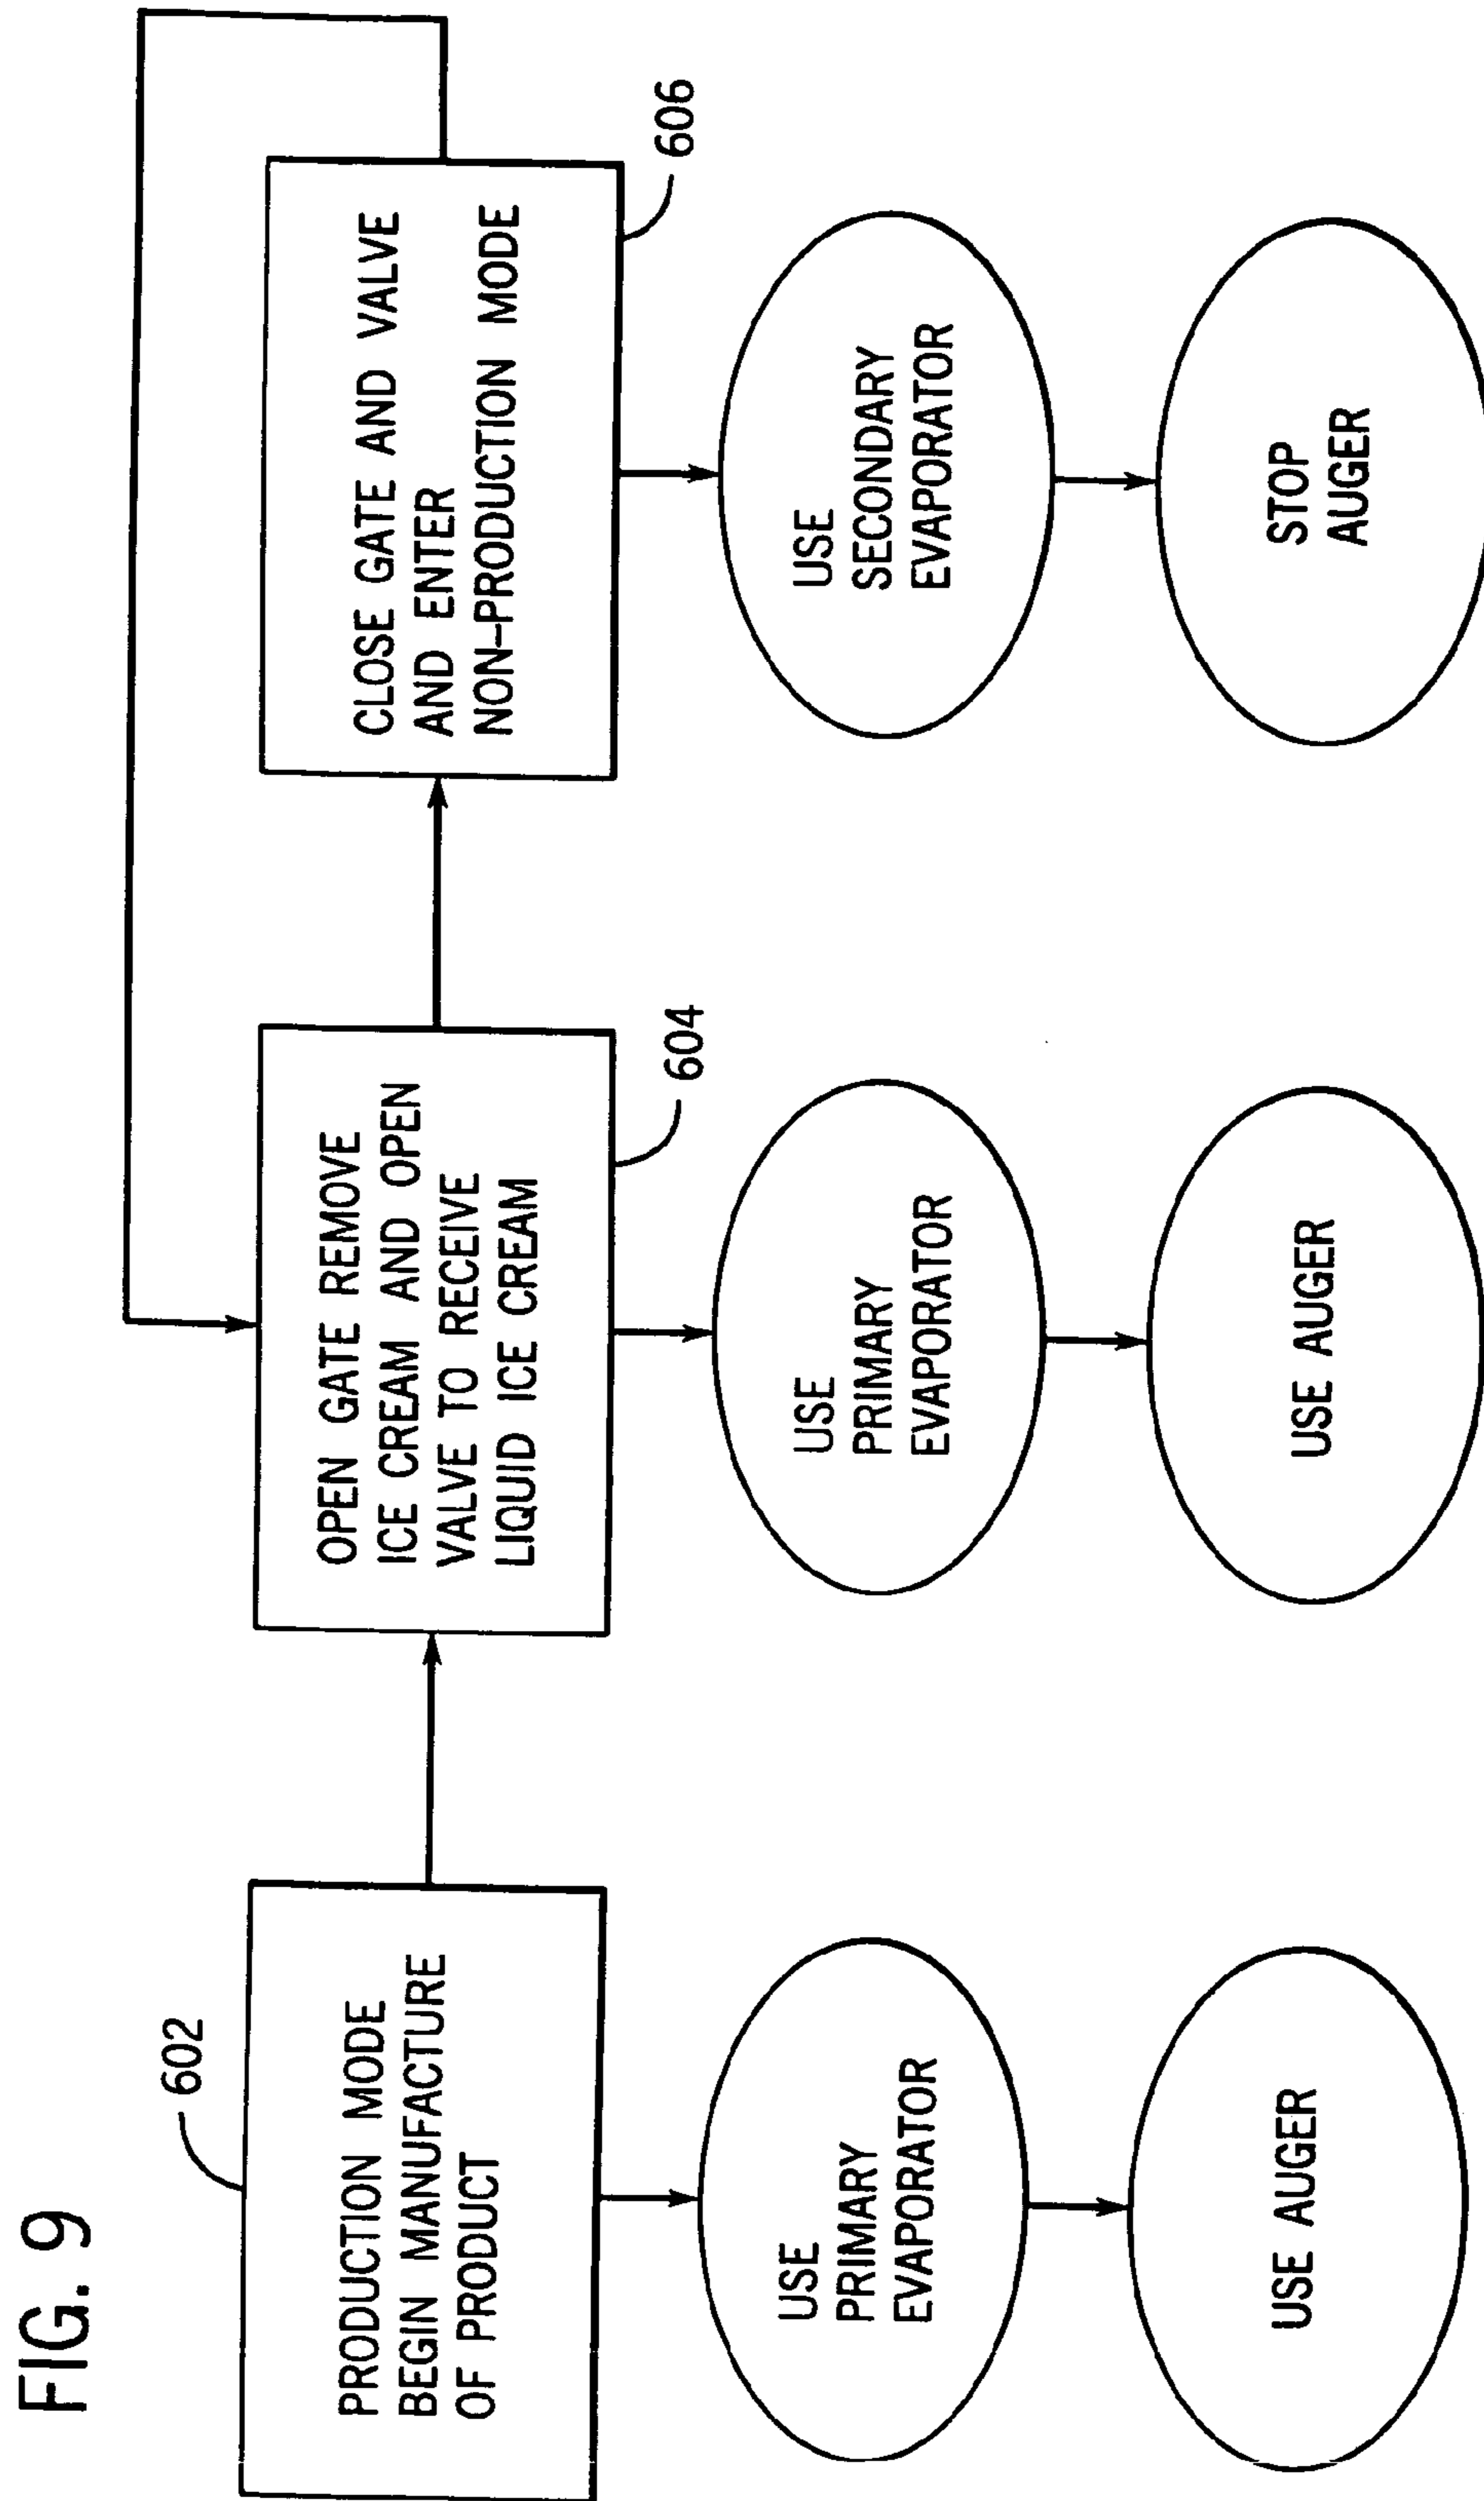 FIG. 9
602
PRODUCTION MODE
BEGIN MANUFACTURE
OF PRODUCT
USE
PRIMARY
EVAPORATOR
USE AUGER
OPEN GATE REMOVE
ICE CREAM AND OPEN
VALVE TO RECEIVE
LIQUID ICE CREAM
604
USE
PRIMARY
EVAPORATOR
USE AUGER
CLOSE GATE AND VALVE
AND ENTER
NON-PRODUCTION MODE
606
USE
SECONDARY
EVAPORATOR
STOP
AUGER